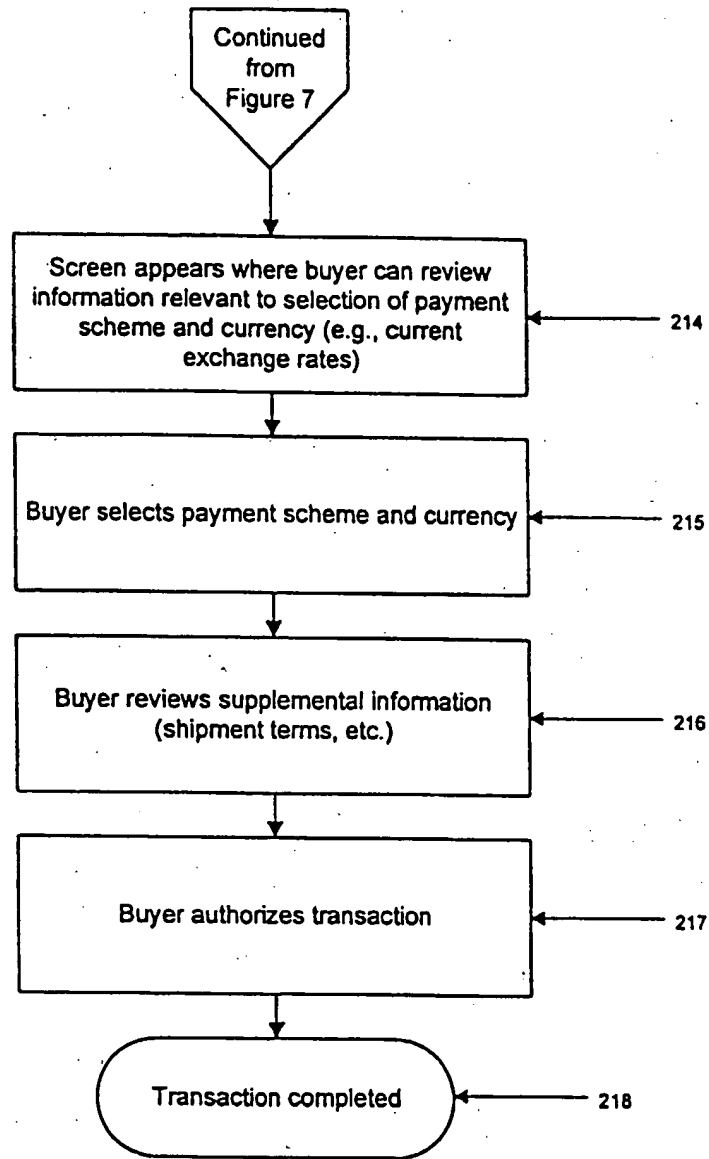 Continued
from
Figure 7
Screen appears where buyer can review
information relevant to selection of payment
scheme and currency (e.g., current
exchange rates)
214
Buyer selects payment scheme and currency
215
Buyer reviews supplemental information
(shipment terms, etc.)
216
Buyer authorizes transaction
217
Transaction completed
218